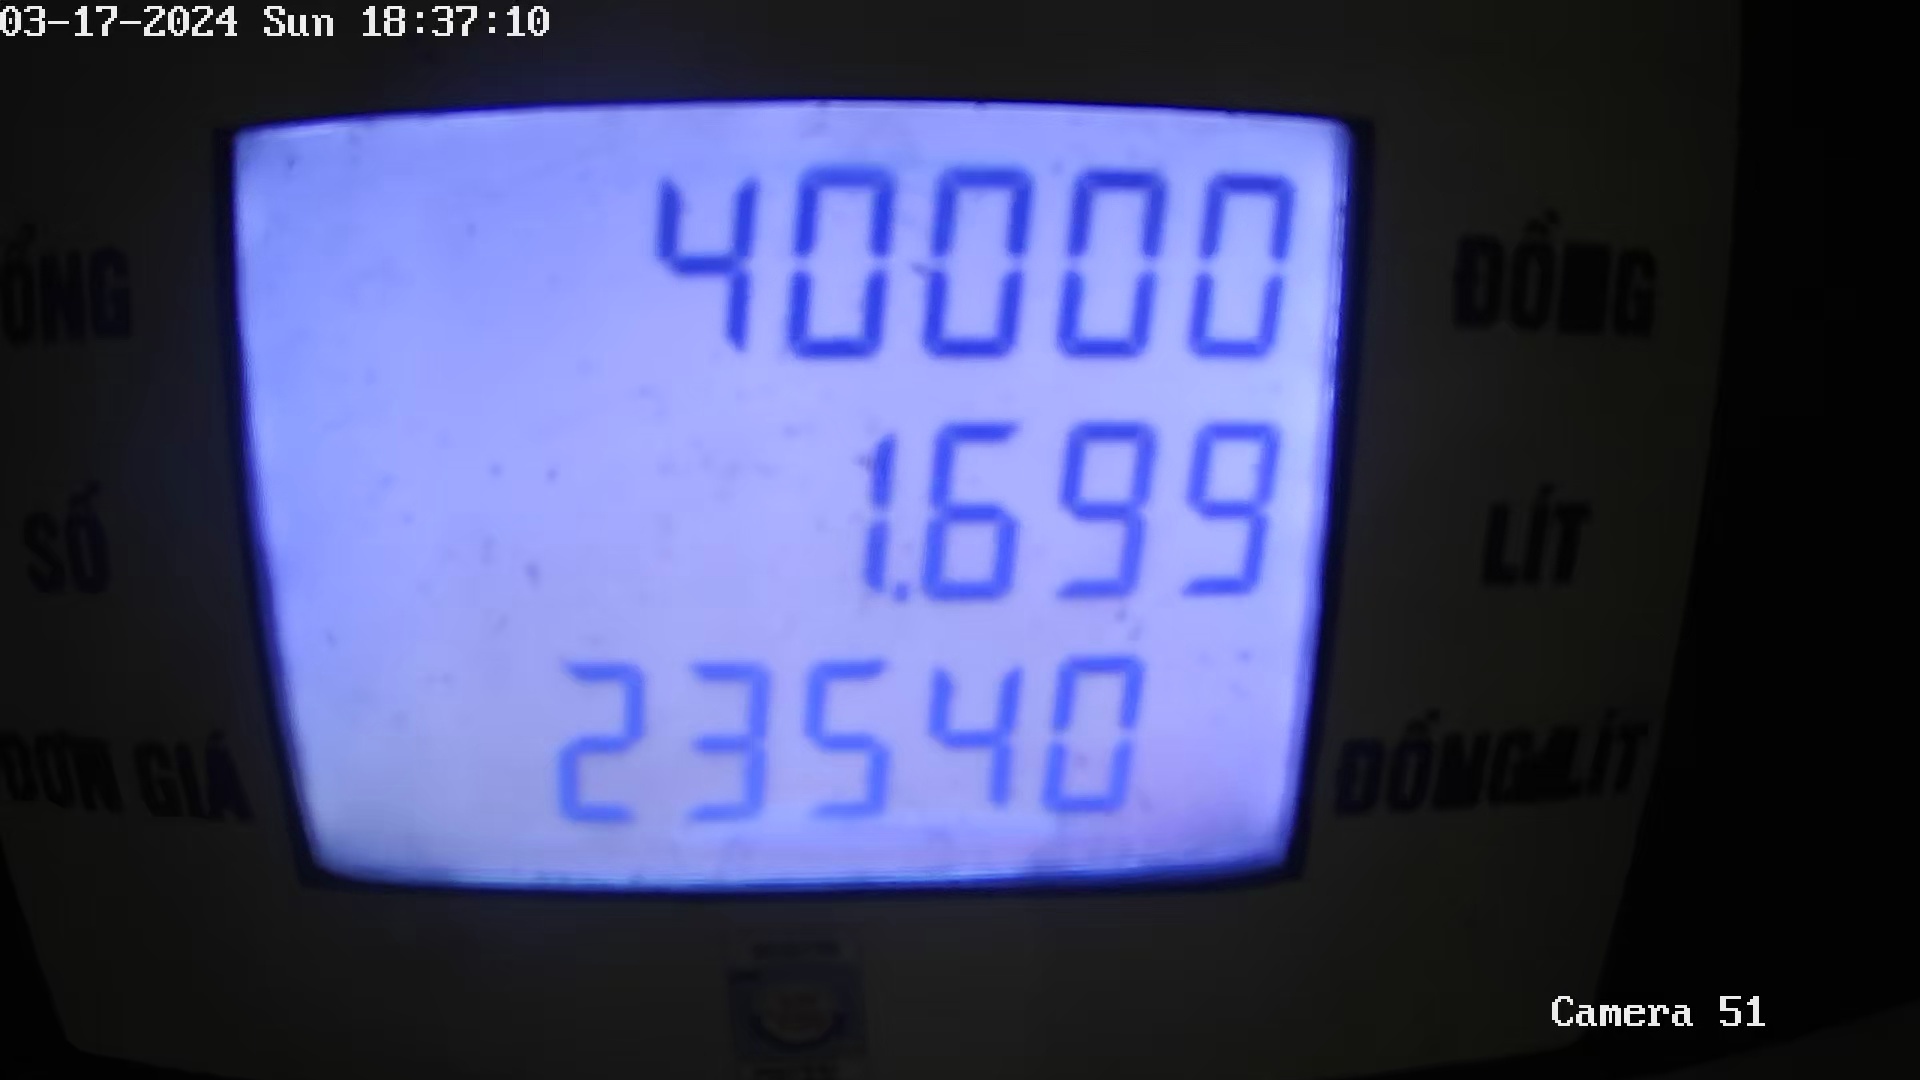 03-17-2024 Sun 18:37:10
40000
ĐỒNG
1.699
SỐ
LÍT
23540
ĐƠN GIÁ
ĐỒNG/LÍT
Camera 51